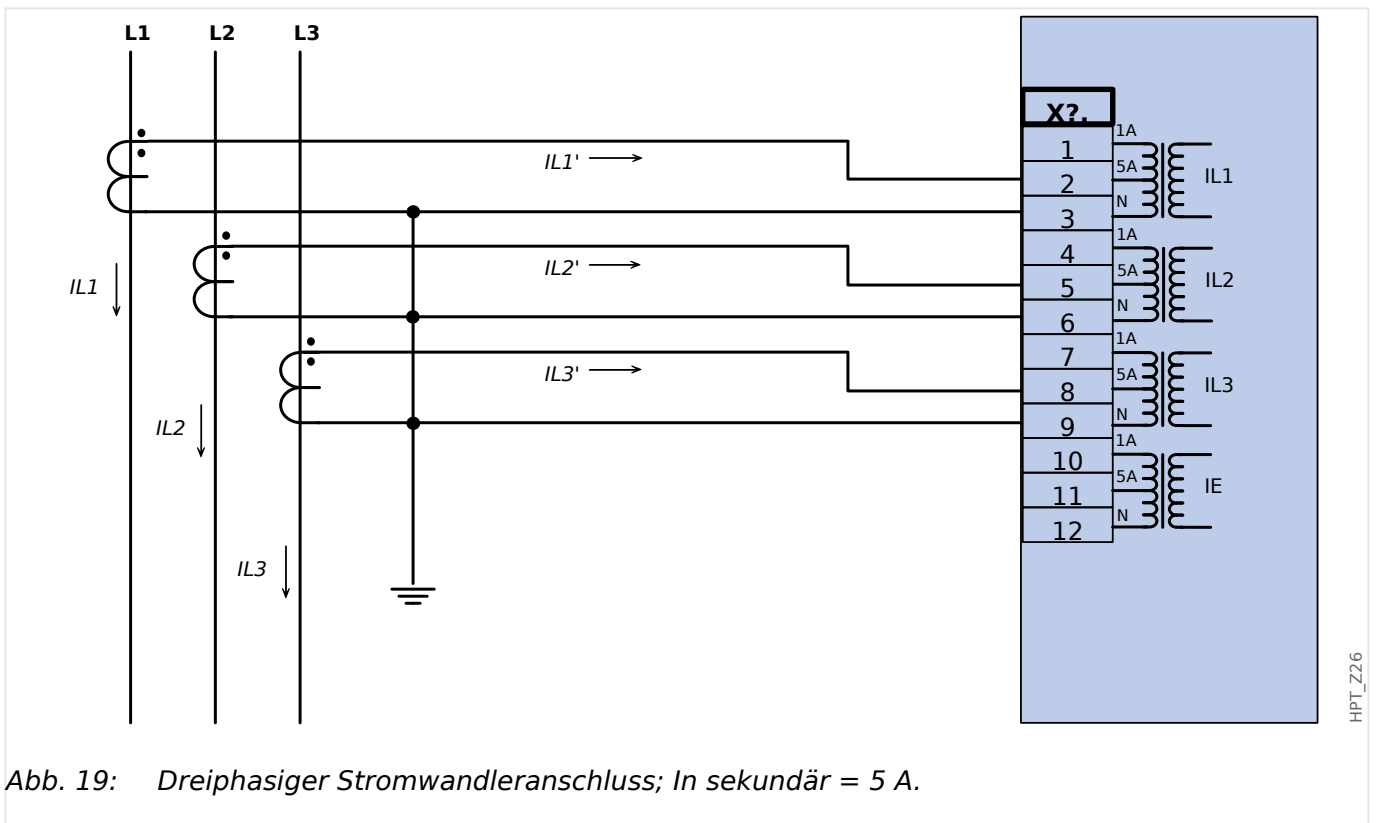 L1 L2 L3
X?.
1A
1
IL1'
5A
IL1
2
N
3
1A
4
IL2'
5A
IL2
IL1
5
N
6
1A
7
IL3'
5A
IL3
8
N
9
IL2
1A
10
5A
IE
11
N
12
IL3
HPT_Z26
Abb. 19: Dreiphasiger Stromwandleranschluss; In sekundär = 5 A.